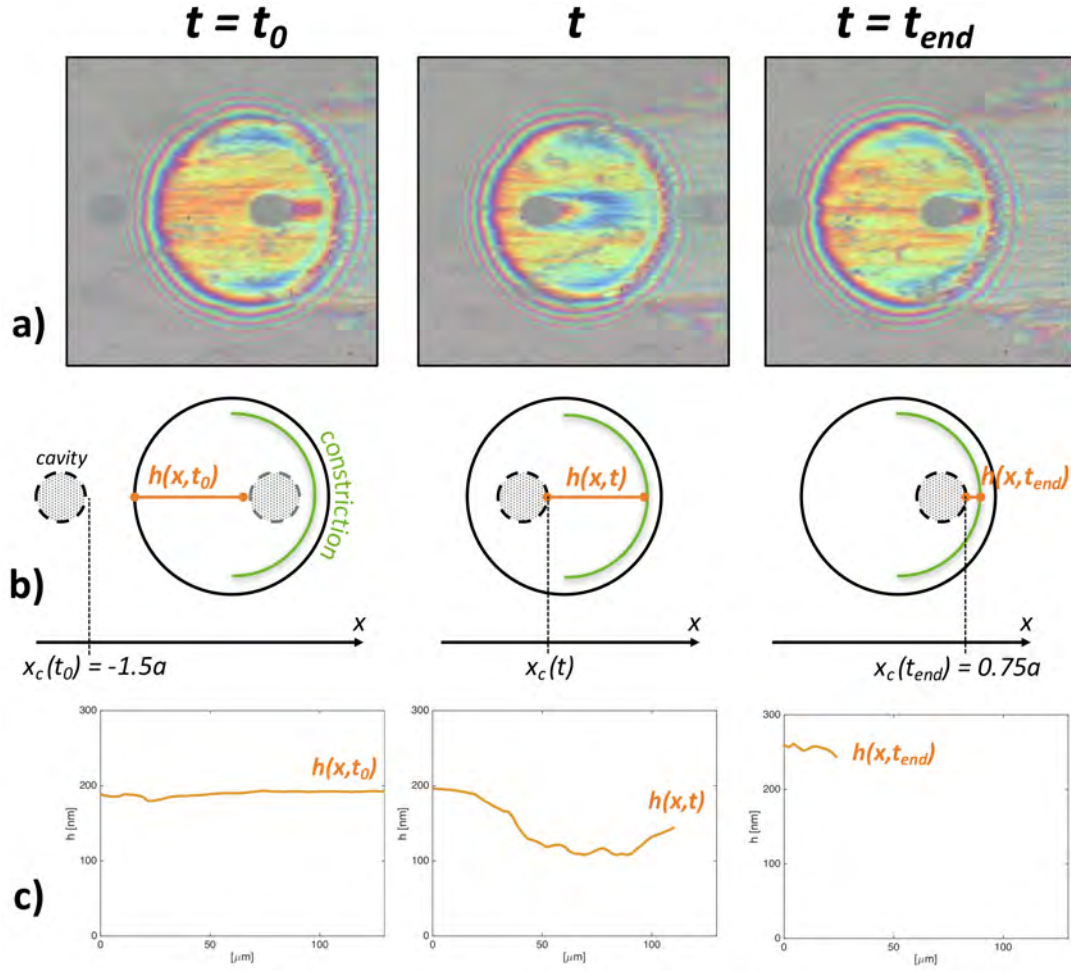 t = t0
t
t = tend
a)
b)
cavity
h(x,t0)
constriction
h(x,t)
h(x,tend)
x
x
x
xc(t0) = -1.5a
xc(t)
xc(tend) = 0.75a
c)
300
200
100
0
h [nm]
h(x,t0)
0
50
100
[μm]
300
200
100
0
h [nm]
h(x,t)
0
50
100
[μm]
300
200
100
0
h [nm]
h(x,tend)
0
50
100
[μm]